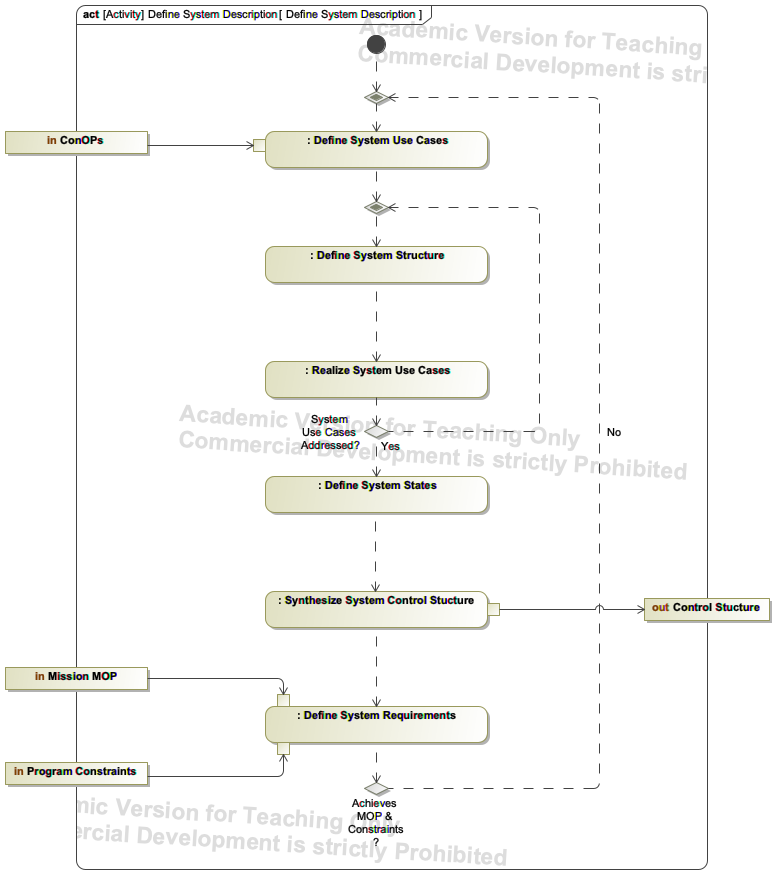 act [Activity] Define System Description[ Define System Description ]
Academic Version for Teaching
Commercial Development is stri
in ConOPs
: Define System Use Cases
: Define System Structure
: Realize System Use Cases
System
Use Cases
Addressed?
Yes
No
Academic Version for Teaching Only
Commercial Development is strictly Prohibited
: Define System States
: Synthesize System Control Stucture
out Control Stucture
in Mission MOP
: Define System Requirements
in Program Constraints
Achieves
MOP &
Constraints
?
mic Version for Teaching Only
ercial Development is strictly Prohibited